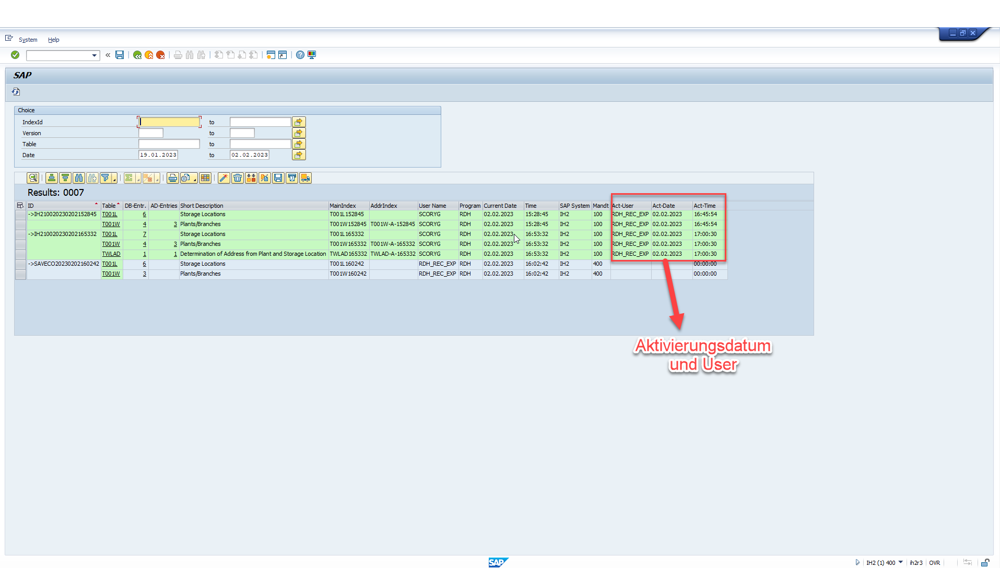 System Help
SAP
Choice
IndexId to
Version to
Table to
Date 19.01.2023 to 02.02.2023
Results: 0007
ID Table DB-Entr. AD-Entries Short Description MainIndex AddrIndex User Name Program Current Date Time SAP System Mandt Act-User Act-Date Act-Time
->IH210020230202152845 T001L 6 Storage Locations T001L152845 SCORYG RDH 02.02.2023 15:28:45 IH2 100 RDH_REC_EXP 02.02.2023 16:45:54
T001W 4 3 Plants/Branches T001W152845 T001W-A-152845 SCORYG RDH 02.02.2023 15:28:45 IH2 100 RDH_REC_EXP 02.02.2023 16:45:54
->IH210020230202165332 T001L 7 Storage Locations T001L165332 SCORYG RDH 02.02.2023 16:53:32 IH2 100 RDH_REC_EXP 02.02.2023 17:00:30
T001W 4 3 Plants/Branches T001W165332 T001W-A-165332 SCORYG RDH 02.02.2023 16:53:32 IH2 100 RDH_REC_EXP 02.02.2023 17:00:30
TWLAD 1 1 Determination of Address from Plant and Storage Location TWLAD165332 TWLAD-A-165332 SCORYG RDH 02.02.2023 16:53:32 IH2 100 RDH_REC_EXP 02.02.2023 17:00:30
->SAVECO20230202160242 T001L 6 Storage Locations T001L160242 RDH_REC_EXP RDH 02.02.2023 16:02:42 IH2 400 00:00:00
T001W 3 Plants/Branches T001W160242 RDH_REC_EXP RDH 02.02.2023 16:02:42 IH2 400 00:00:00
Aktivierungsdatum
und User
SAP
IH2 (1) 400 ih2r3 OVR